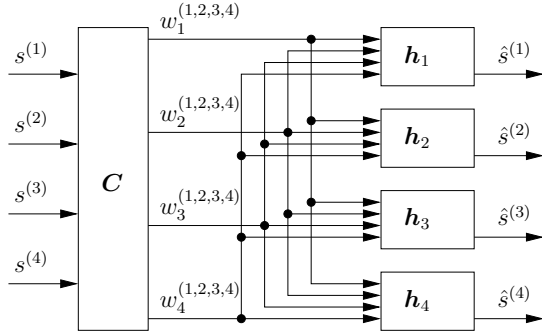 s^{(1)}
s^{(2)}
s^{(3)}
s^{(4)}
C
w_1^{(1,2,3,4)}
w_2^{(1,2,3,4)}
w_3^{(1,2,3,4)}
w_4^{(1,2,3,4)}
h_1
h_2
h_3
h_4
ŝ^{(1)}
ŝ^{(2)}
ŝ^{(3)}
ŝ^{(4)}